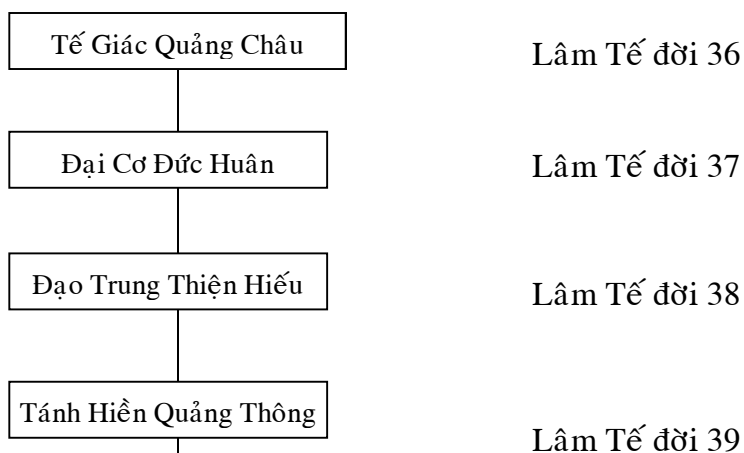 Tế Giác Quảng Châu
Lâm Tế đời 36
Đại Cơ Đức Huân
Lâm Tế đời 37
Đạo Trung Thiện Hiếu
Lâm Tế đời 38
Tánh Hiền Quảng Thông
Lâm Tế đời 39